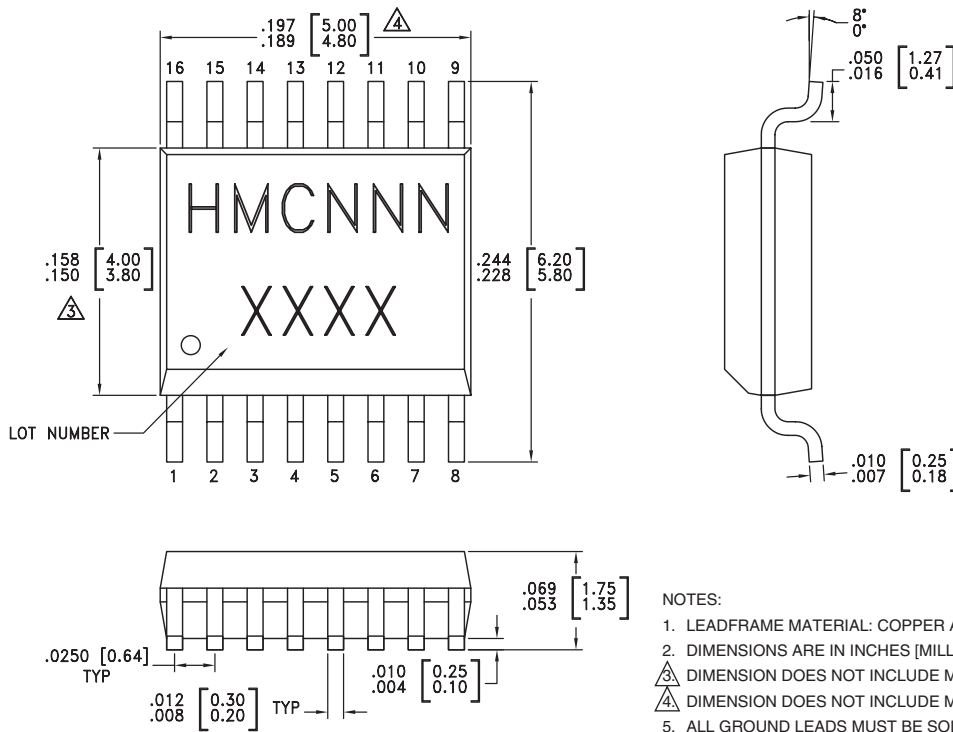 .197 [5.00]
.189 [4.80] 4
16 15 14 13 12 11 10 9
8°
0°
.050 [1.27]
.016 [0.41]
HMCNNN
XXXX
.158 [4.00]
.150 [3.80]
3
.244 [6.20]
.228 [5.80]
LOT NUMBER
1 2 3 4 5 6 7 8
.010 [0.25]
.007 [0.18]
.069 [1.75]
.053 [1.35]
.0250 [0.64]
TYP
.010 [0.25]
.004 [0.10]
.012 [0.30]
.008 [0.20] TYP
NOTES:
1. LEADFRAME MATERIAL: COPPER
2. DIMENSIONS ARE IN INCHES
3. DIMENSION DOES NOT INCLUDE
4. DIMENSION DOES NOT INCLUDE
5. ALL GROUND LEADS MUST BE